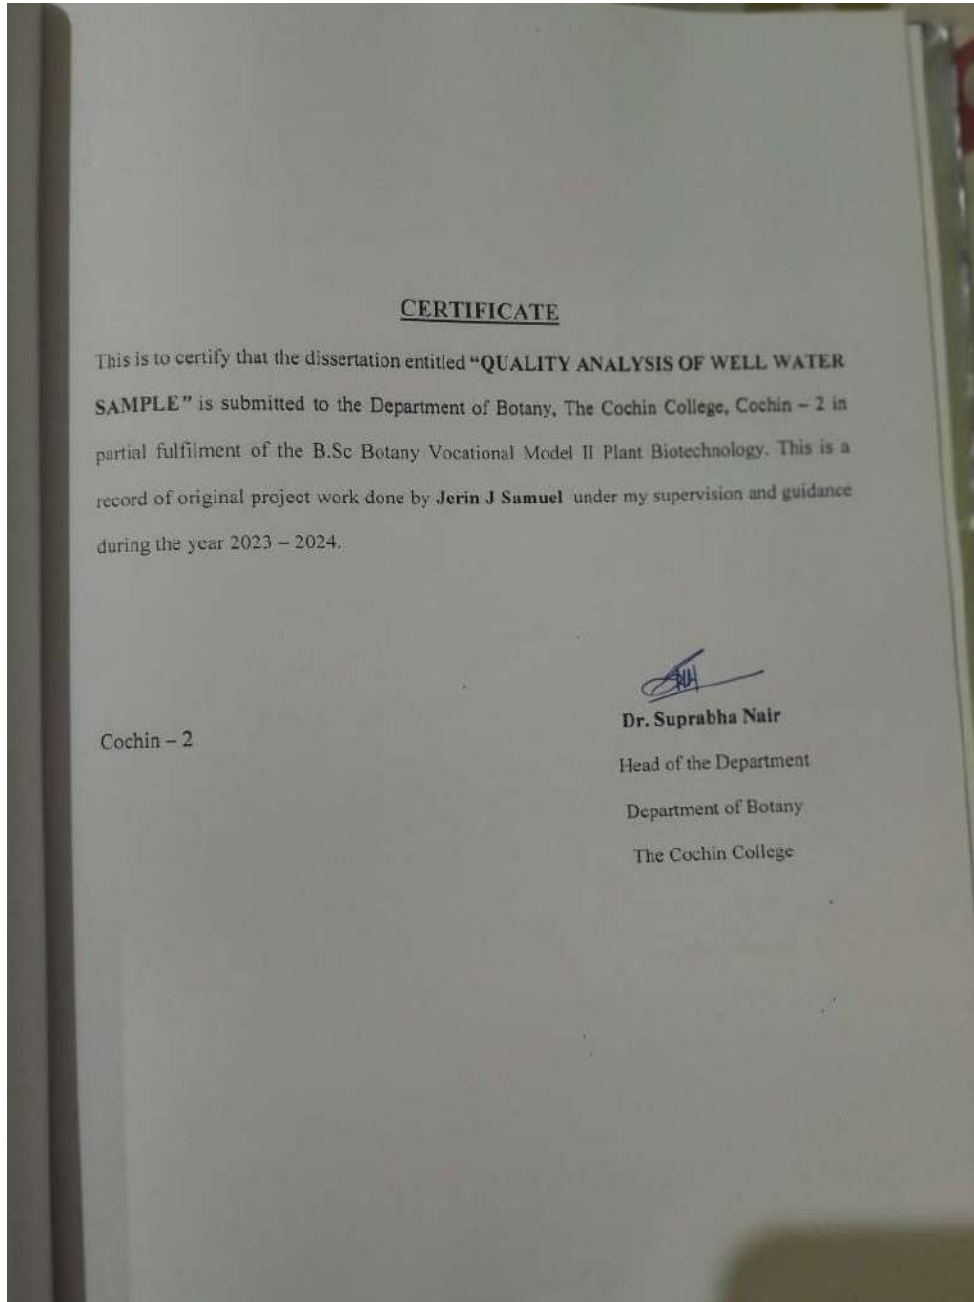 CERTIFICATE
This is to certify that the dissertation entitled "QUALITY ANALYSIS OF WELL WATER
SAMPLE" is submitted to the Department of Botany, The Cochin College, Cochin – 2 in
partial fulfilment of the B.Sc Botany Vocational Model II Plant Biotechnology. This is a
record of original project work done by Jerin J Samuel under my supervision and guidance
during the year 2023 – 2024.
Dr. Suprabha Nair
Cochin – 2
Head of the Department
Department of Botany
The Cochin College